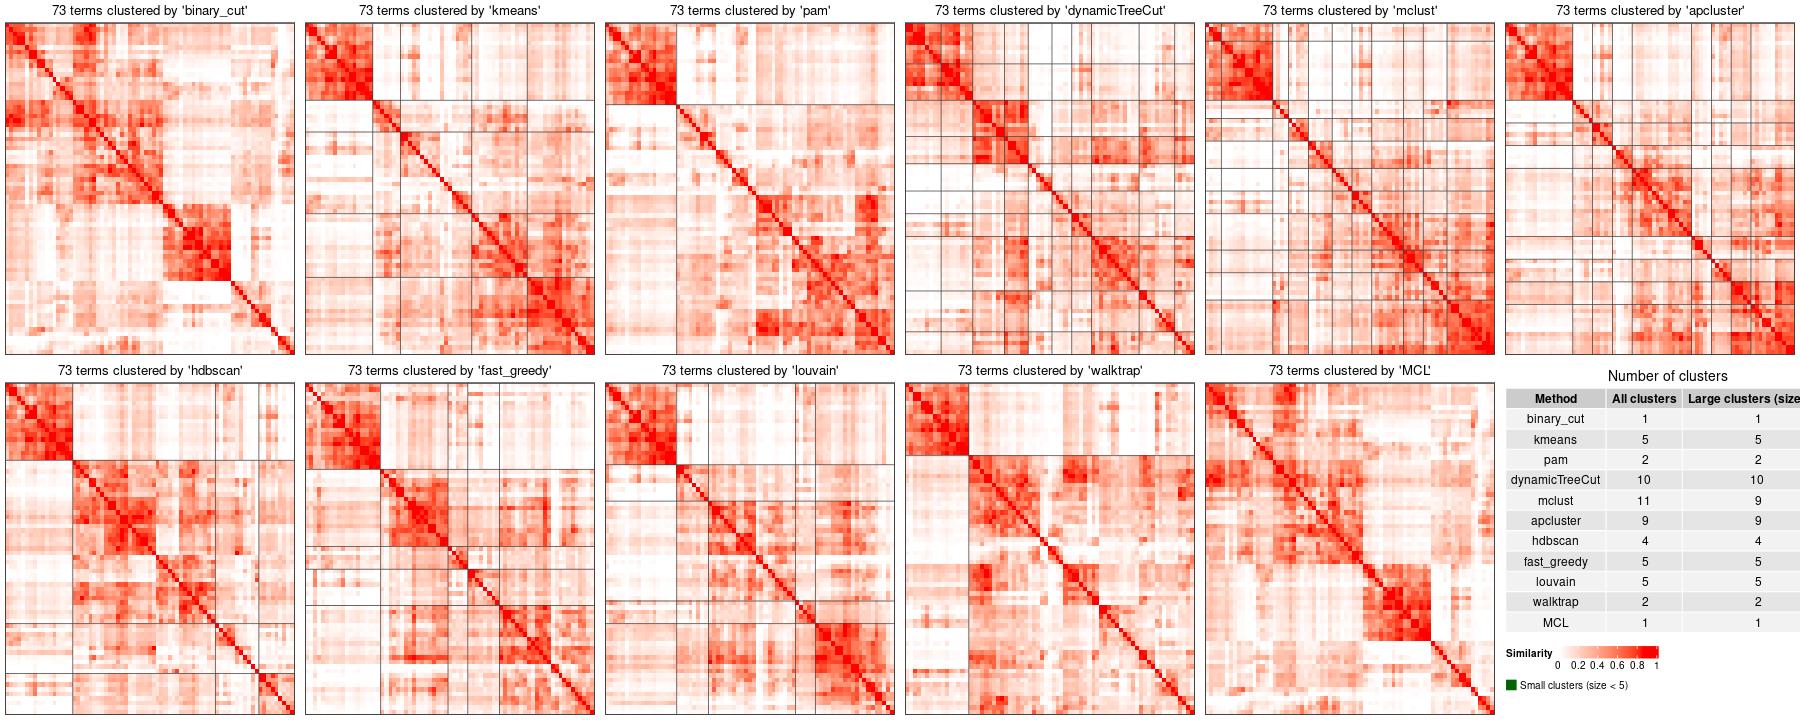 73 terms clustered by 'binary_cut'
73 terms clustered by 'kmeans'
73 terms clustered by 'pam'
73 terms clustered by 'dynamicTreeCut'
73 terms clustered by 'mclust'
73 terms clustered by 'apcluster'
73 terms clustered by 'hdbscan'
73 terms clustered by 'fast_greedy'
73 terms clustered by 'louvain'
73 terms clustered by 'walktrap'
73 terms clustered by 'MCL'
Number of clusters
Method All clusters Large clusters (size
binary_cut 1 1
kmeans 5 5
pam 2 2
dynamicTreeCut 10 10
mclust 11 9
apcluster 9 9
hdbscan 4 4
fast_greedy 5 5
louvain 5 5
walktrap 2 2
MCL 1 1
Similarity
0 0.2 0.4 0.6 0.8 1
Small clusters (size < 5)